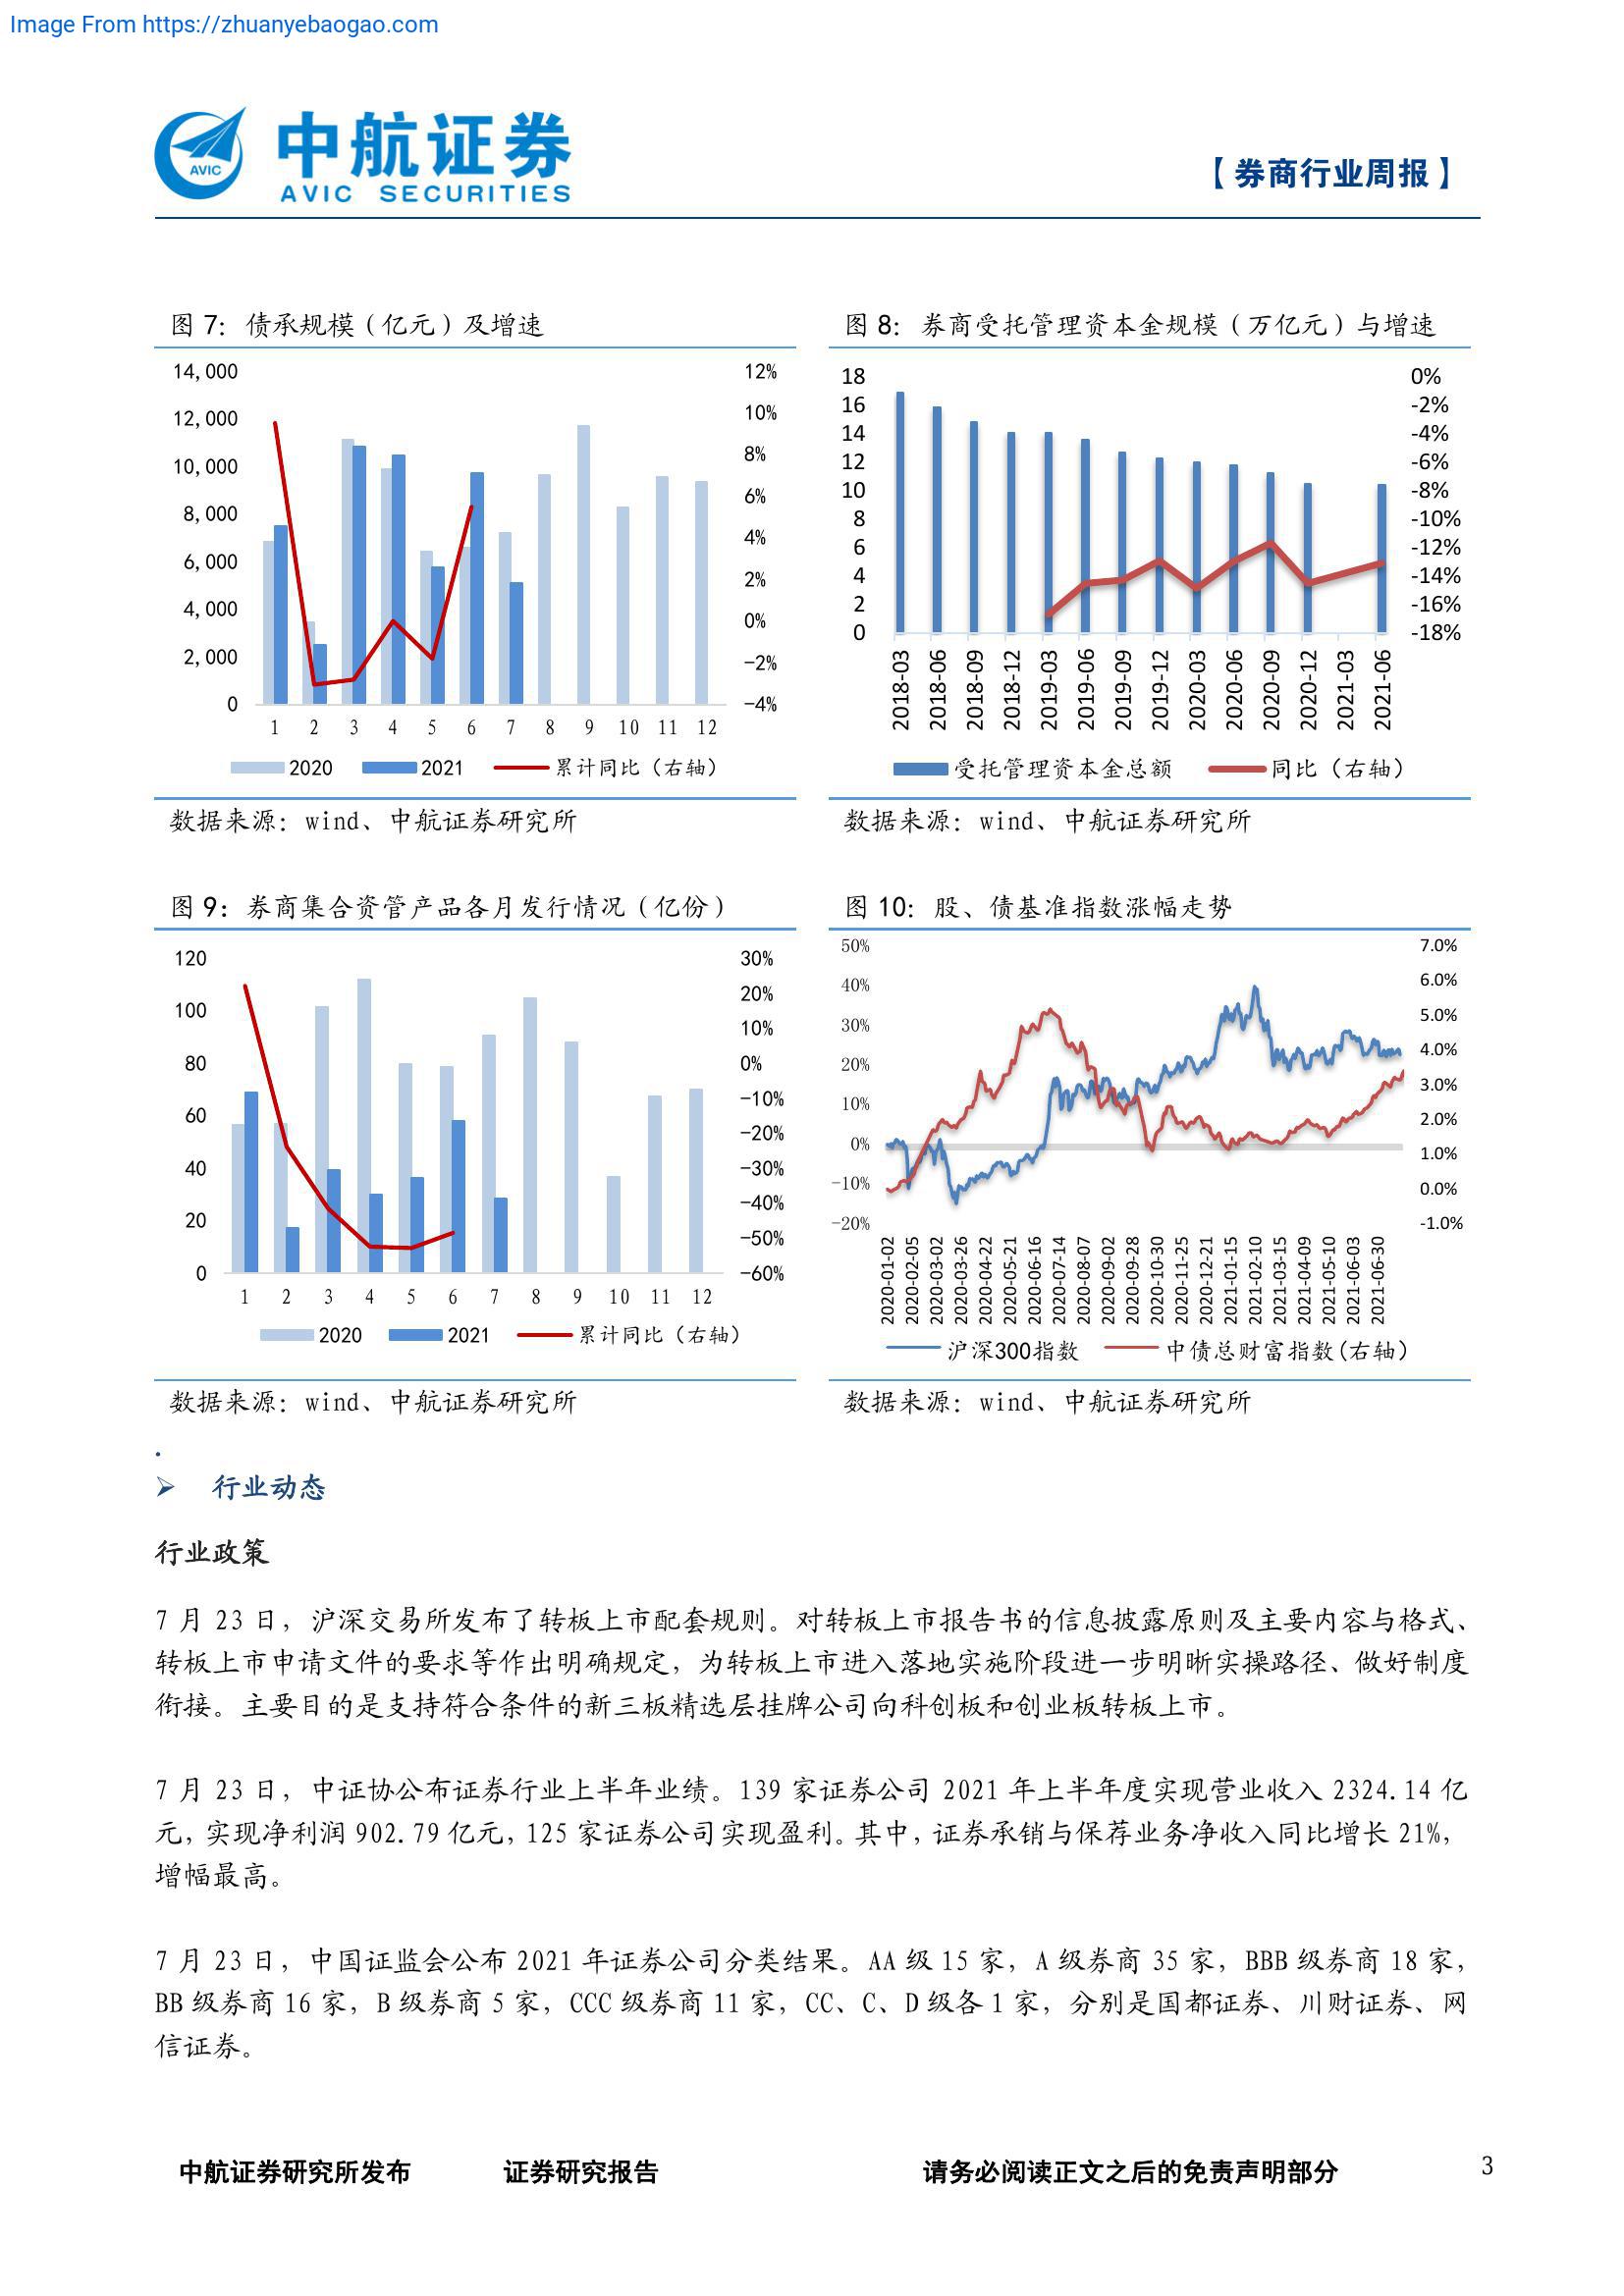 Image From https://zhuanyebaogao.com
AVIC
中航证券
AVIC SECURITIES
【券商行业周报】
图 7：债承规模（亿元）及增速
14,000
12,000
10,000
8,000
6,000
4,000
2,000
0
12%
10%
8%
6%
4%
2%
0%
-2%
-4%
1 2 3 4 5 6 7 8 9 10 11 12
2020 2021 累计同比（右轴）
数据来源：wind、中航证券研究所
图 8：券商受托管理资本金规模（万亿元）与增速
18
16
14
12
10
8
6
4
2
0
0%
-2%
-4%
-6%
-8%
-10%
-12%
-14%
-16%
-18%
2018-03 2018-06 2018-09 2018-12 2019-03 2019-06 2019-09 2019-12 2020-03 2020-06 2020-09 2020-12 2021-03 2021-06
受托管理资本金总额 同比（右轴）
数据来源：wind、中航证券研究所
图 9：券商集合资管产品各月发行情况（亿份）
120
100
80
60
40
20
0
30%
20%
10%
0%
-10%
-20%
-30%
-40%
-50%
-60%
1 2 3 4 5 6 7 8 9 10 11 12
2020 2021 累计同比（右轴）
数据来源：wind、中航证券研究所
图 10：股、债基准指数涨幅走势
50%
40%
30%
20%
10%
0%
-10%
-20%
7.0%
6.0%
5.0%
4.0%
3.0%
2.0%
1.0%
0.0%
-1.0%
2020-01-02 2020-02-05 2020-03-02 2020-03-26 2020-04-22 2020-05-21 2020-06-16 2020-07-14 2020-08-07 2020-09-02 2020-09-28 2020-10-30 2020-11-25 2020-12-21 2021-01-15 2021-02-10 2021-03-15 2021-04-09 2021-05-10 2021-06-03 2021-06-30
沪深300指数 中债总财富指数(右轴)
数据来源：wind、中航证券研究所
.
➢ 行业动态
行业政策
7 月 23 日，沪深交易所发布了转板上市配套规则。对转板上市报告书的信息披露原则及主要内容与格式、
转板上市申请文件的要求等作出明确规定，为转板上市进入落地实施阶段进一步明晰实操路径、做好制度
衔接。主要目的是支持符合条件的新三板精选层挂牌公司向科创板和创业板转板上市。
7 月 23 日，中证协公布证券行业上半年业绩。139 家证券公司 2021 年上半年度实现营业收入 2324.14 亿
元，实现净利润 902.79 亿元，125 家证券公司实现盈利。其中，证券承销与保荐业务净收入同比增长 21%，
增幅最高。
7 月 23 日，中国证监会公布 2021 年证券公司分类结果。AA 级 15 家，A 级券商 35 家，BBB 级券商 18 家，
BB 级券商 16 家，B 级券商 5 家，CCC 级券商 11 家，CC、C、D 级各 1 家，分别是国都证券、川财证券、网
信证券。
中航证券研究所发布 证券研究报告 请务必阅读正文之后的免责声明部分 3